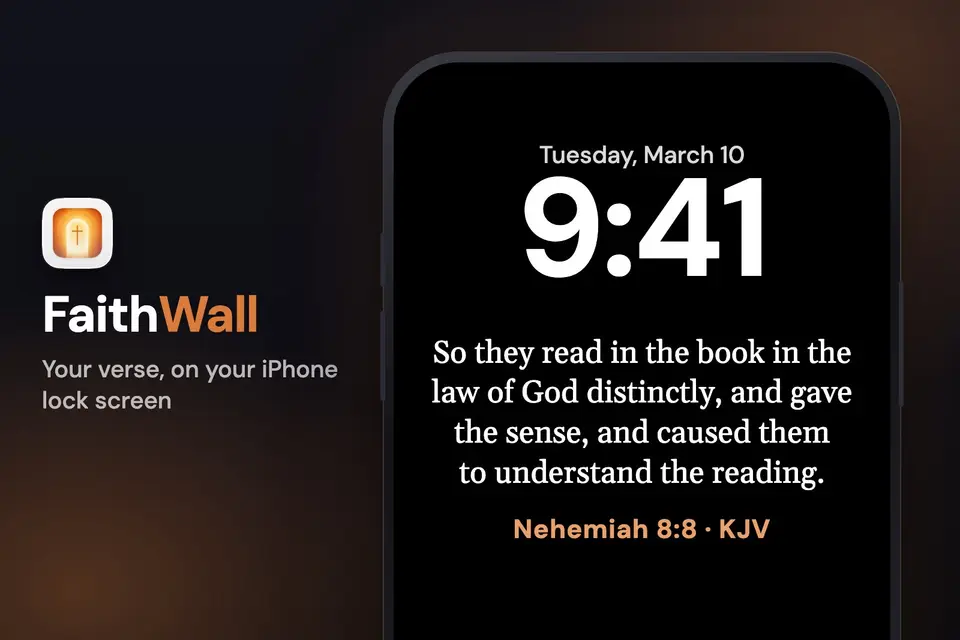 FaithWall
Your verse, on your iPhone
lock screen
Tuesday, March 10
9:41
So they read in the book in the
law of God distinctly, and gave
the sense, and caused them
to understand the reading.
Nehemiah 8:8 · KJV